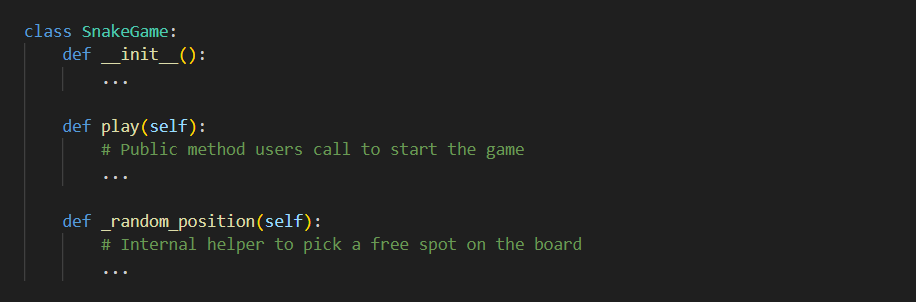 class SnakeGame:
    def __init__():
        ...
    def play(self):
        # Public method users call to start the game
        ...
    def _random_position(self):
        # Internal helper to pick a free spot on the board
        ...